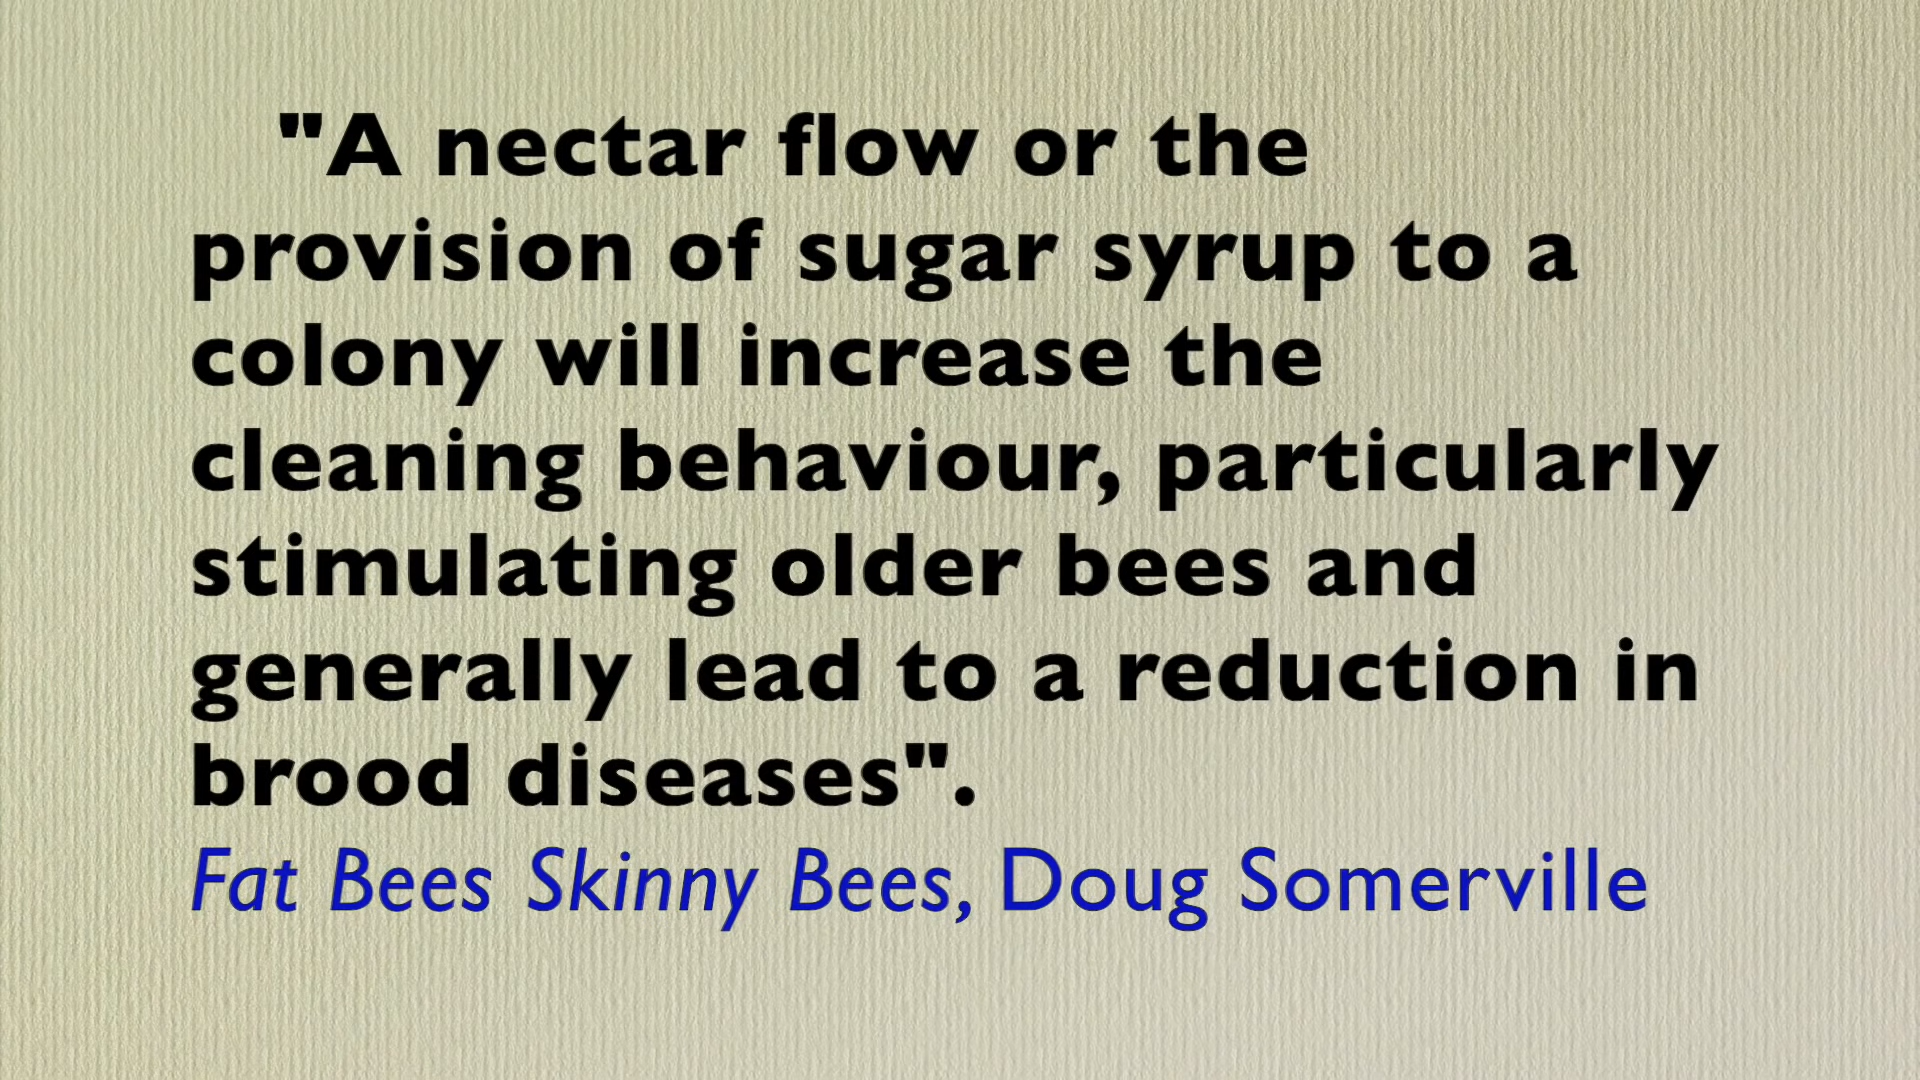 "A nectar flow or the
provision of sugar syrup to a
colony will increase the
cleaning behaviour, particularly
stimulating older bees and
generally lead to a reduction in
brood diseases".
Fat Bees Skinny Bees, Doug Somerville